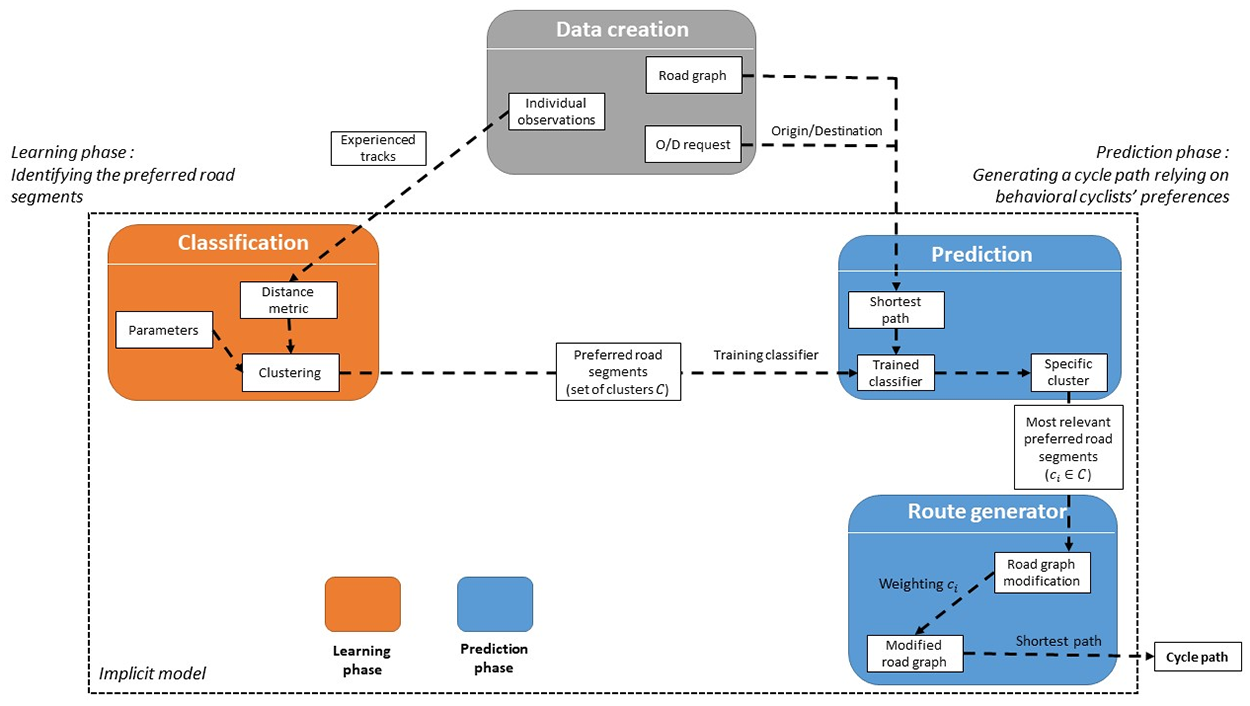 Data creation
Road graph
Individual
observations
O/D request
Origin/Destination
Experienced
tracks
Learning phase :
Identifying the preferred road
segments
Prediction phase :
Generating a cycle path relying on
behavioral cyclists’ preferences
Classification
Distance
metric
Parameters
Clustering
Preferred road
segments
(set of clusters C)
Training classifier
Prediction
Shortest
path
Trained
classifier
Specific
cluster
Most relevant
preferred road
segments
(cᵢ ∈ C)
Route generator
Road graph
modification
Weighting cᵢ
Modified
road graph
Shortest path
Cycle path
Learning
phase
Prediction
phase
Implicit model